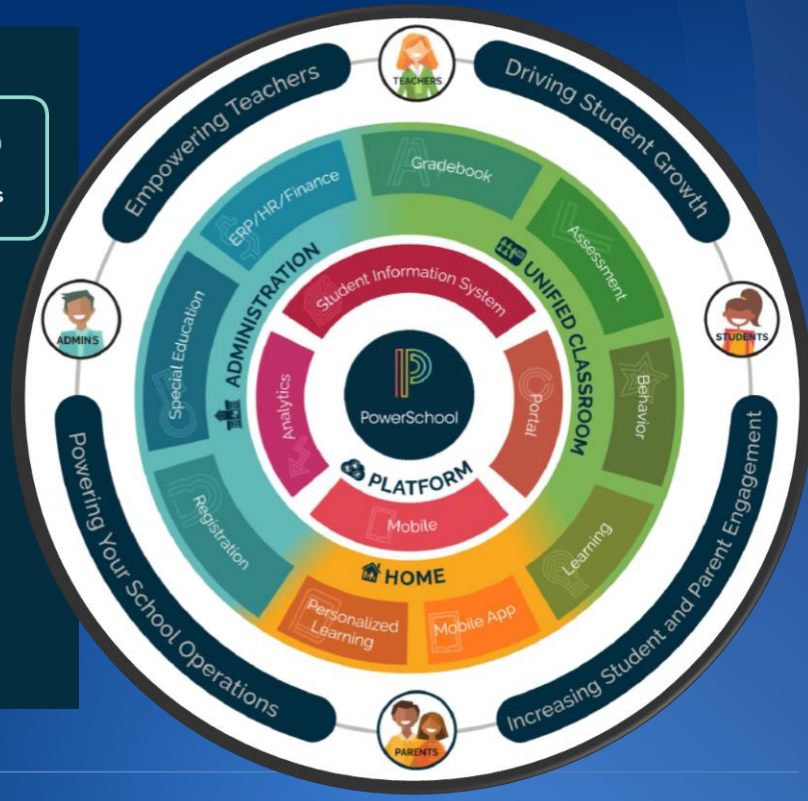 TEACHERS
Empowering Teachers
Driving Student Growth
ERP/HR/Finance
Gradebook
Assessment
ADMINISTRATION
UNIFIED CLASSROOM
Student Information System
Special Education
ADMINS
STUDENTS
Analytics
PowerSchool
Portal
Behavior
PLATFORM
Mobile
Registration
Learning
HOME
Personalized
Learning
Mobile App
Powering Your School Operations
Increasing Student and Parent Engagement
PARENTS